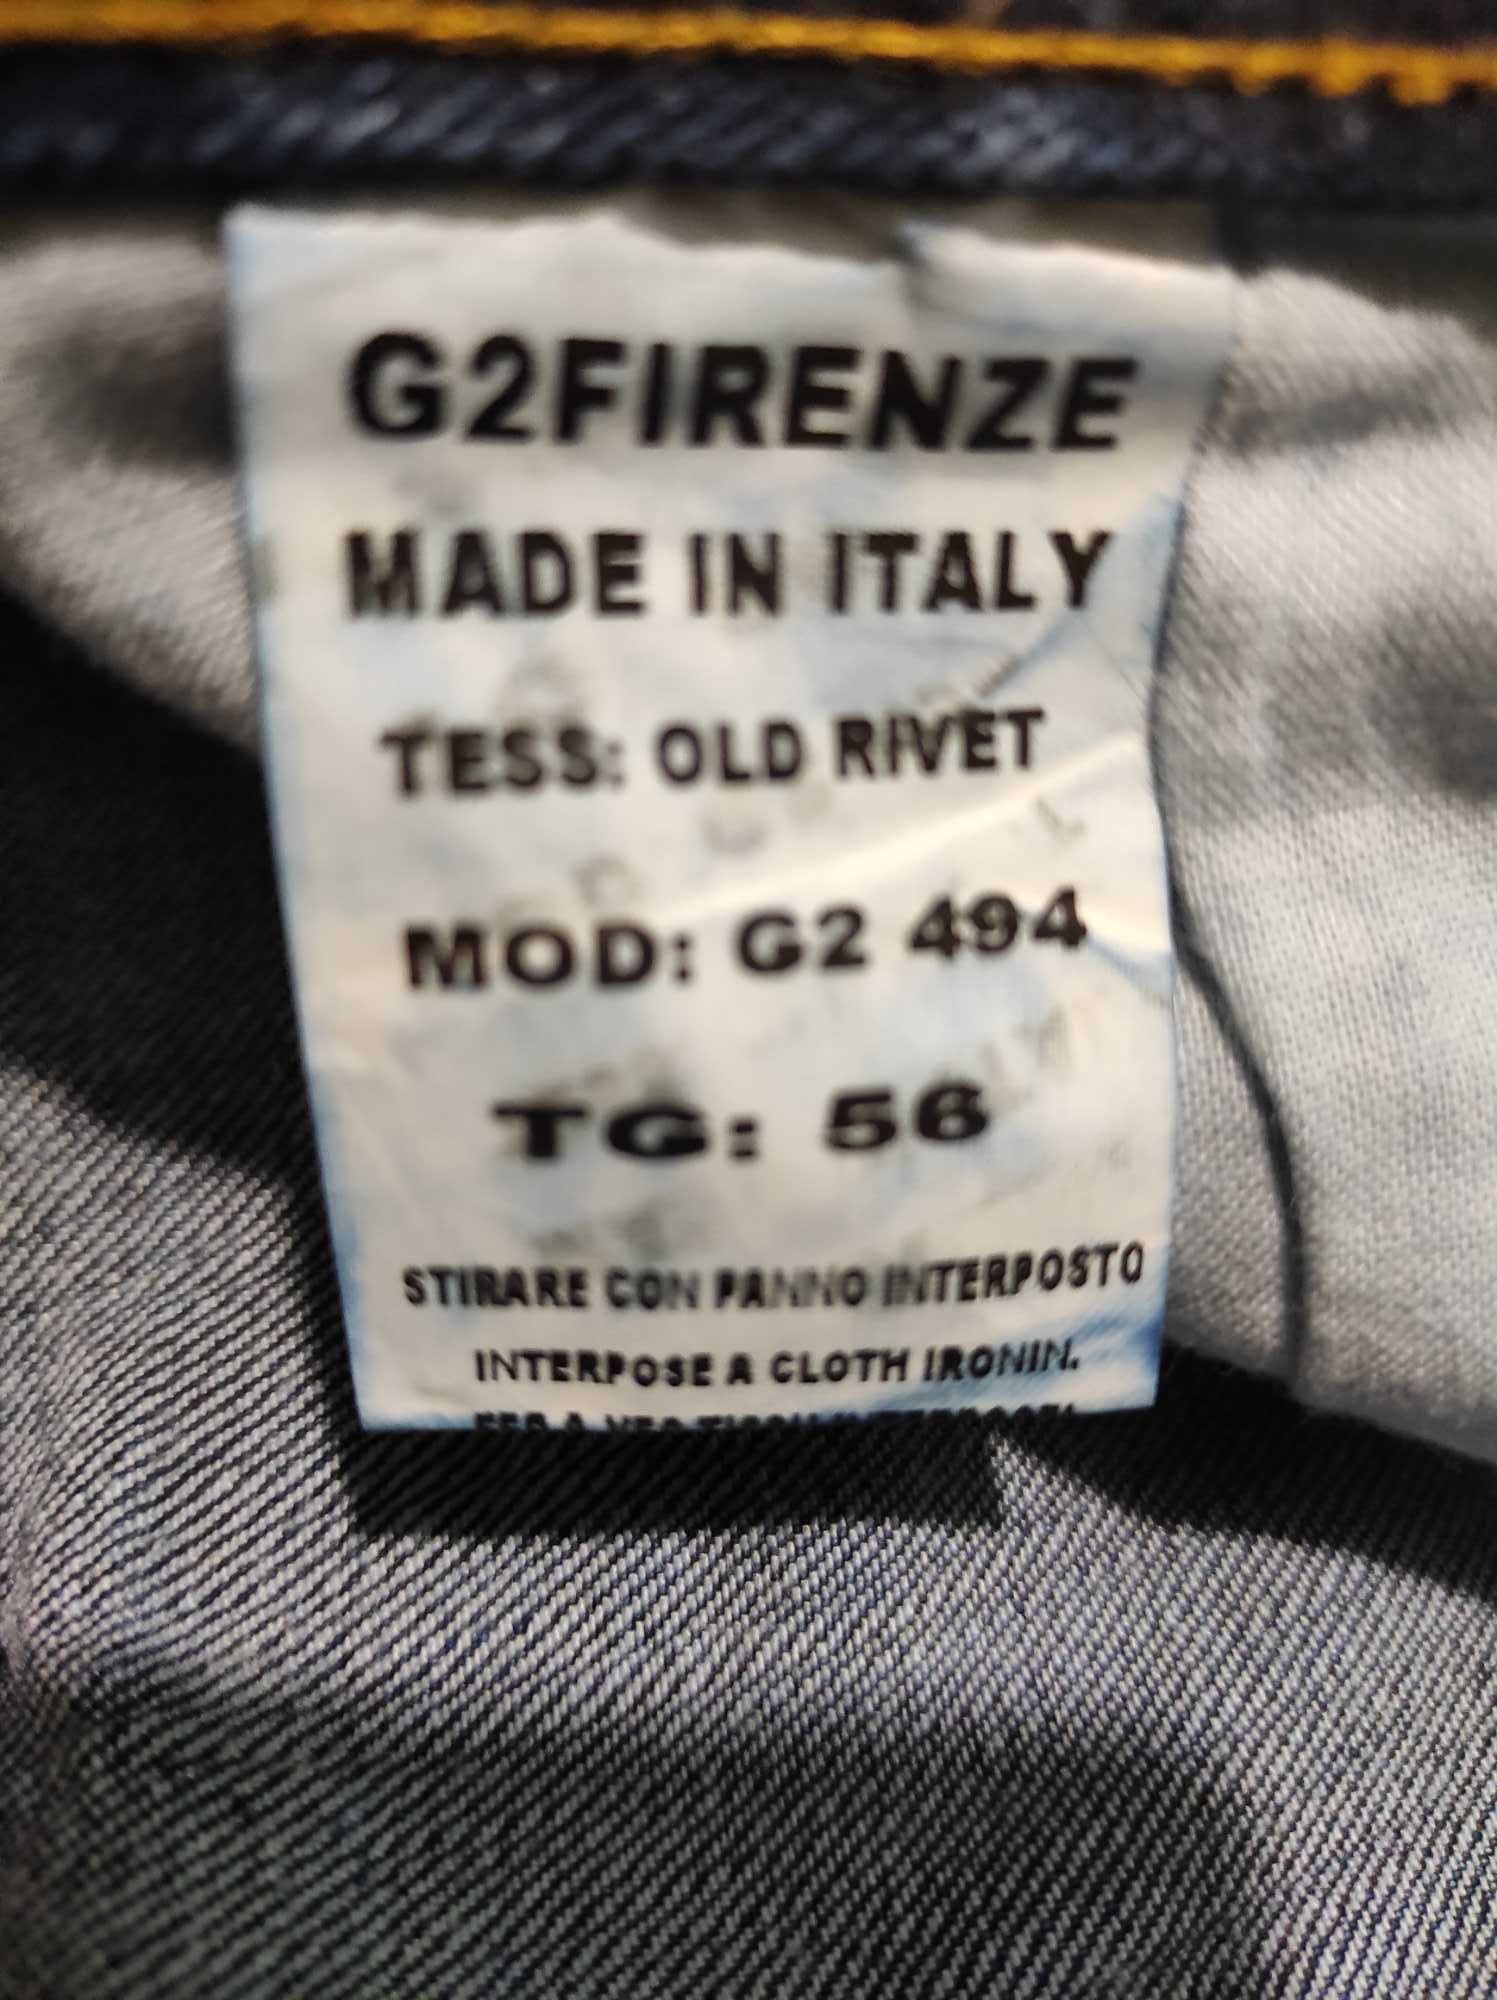 G2FIRENZE
MADE IN ITALY
TESS: OLD RIVET
MOD: G2 494
TG: 56
STIRARE CON PANNO INTERPOSTO
INTERPOSE A CLOTH IRONIN.